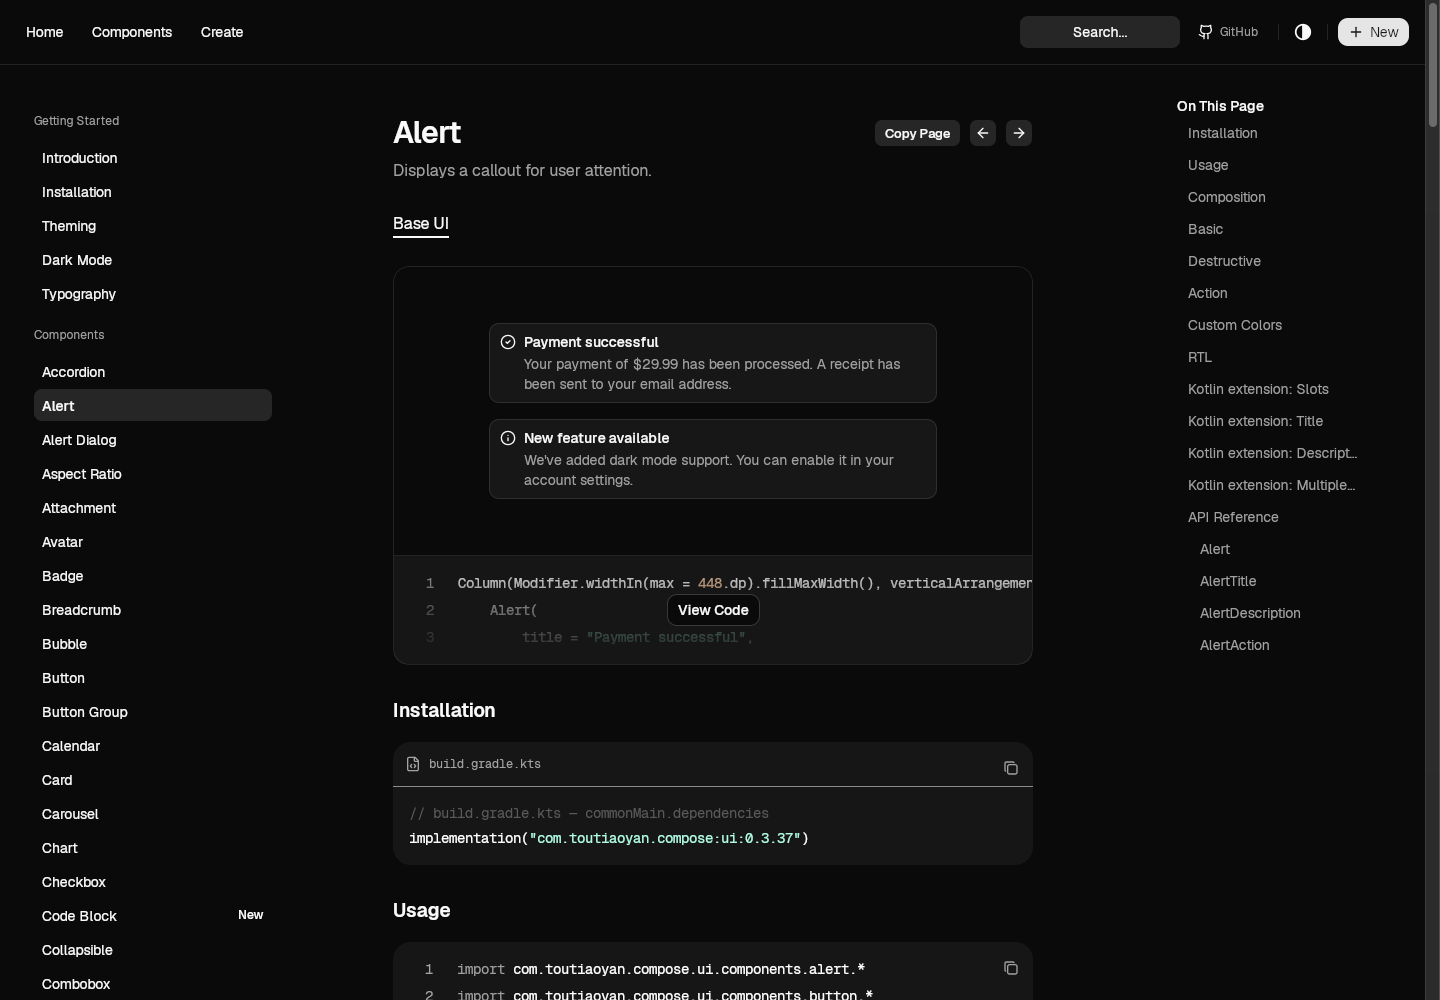 Home Components Create Search... GitHub New
Getting Started
Introduction
Installation
Theming
Dark Mode
Typography
Components
Accordion
Alert
Alert Dialog
Aspect Ratio
Attachment
Avatar
Badge
Breadcrumb
Bubble
Button
Button Group
Calendar
Card
Carousel
Chart
Checkbox
Code Block New
Collapsible
Combobox
Alert
Copy Page
Displays a callout for user attention.
Base UI
Payment successful
Your payment of $29.99 has been processed. A receipt has
been sent to your email address.
New feature available
We've added dark mode support. You can enable it in your
account settings.
1 Column(Modifier.widthIn(max = 448.dp).fillMaxWidth(), verticalArrangemen
2 Alert(
View Code
3 title = "Payment successful",
Installation
build.gradle.kts
// build.gradle.kts — commonMain.dependencies
implementation("com.toutiaoyan.compose:ui:0.3.37")
Usage
1 import com.toutiaoyan.compose.ui.components.alert.*
2 import com.toutiaoyan.compose.ui.components.button.*
On This Page
Installation
Usage
Composition
Basic
Destructive
Action
Custom Colors
RTL
Kotlin extension: Slots
Kotlin extension: Title
Kotlin extension: Descript...
Kotlin extension: Multiple...
API Reference
Alert
AlertTitle
AlertDescription
AlertAction